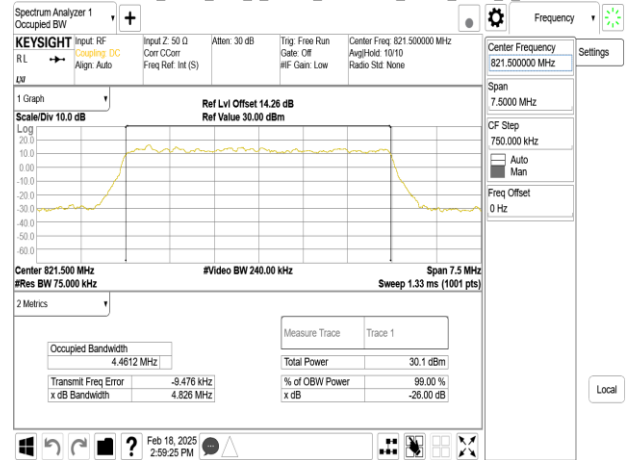 Spectrum Analyzer 1
Occupied BW
+
Frequency
KEYSIGHT
RL
LXI
Input: RF
Coupling: DC
Align: Auto
Input Z: 50 Ω
Corr CCorr
Freq Ref: Int (S)
Atten: 30 dB
Trig: Free Run
Gate: Off
#IF Gain: Low
Center Freq: 821.500000 MHz
Avg|Hold: 10/10
Radio Std: None
Center Frequency
821.500000 MHz
Settings
Span
7.5000 MHz
CF Step
750.000 kHz
Auto
Man
Freq Offset
0 Hz
Local
1 Graph
Scale/Div 10.0 dB
Ref Lvl Offset 14.26 dB
Ref Value 30.00 dBm
Log
20.0
10.0
0.00
-10.0
-20.0
-30.0
-40.0
-50.0
-60.0
Center 821.500 MHz
#Res BW 75.000 kHz
#Video BW 240.00 kHz
Span 7.5 MHz
Sweep 1.33 ms (1001 pts)
2 Metrics
Measure Trace Trace 1
Occupied Bandwidth
4.4612 MHz
Total Power 30.1 dBm
Transmit Freq Error -9.476 kHz
% of OBW Power 99.00 %
x dB Bandwidth 4.826 MHz
x dB -26.00 dB
?
Feb 18, 2025
2:59:25 PM